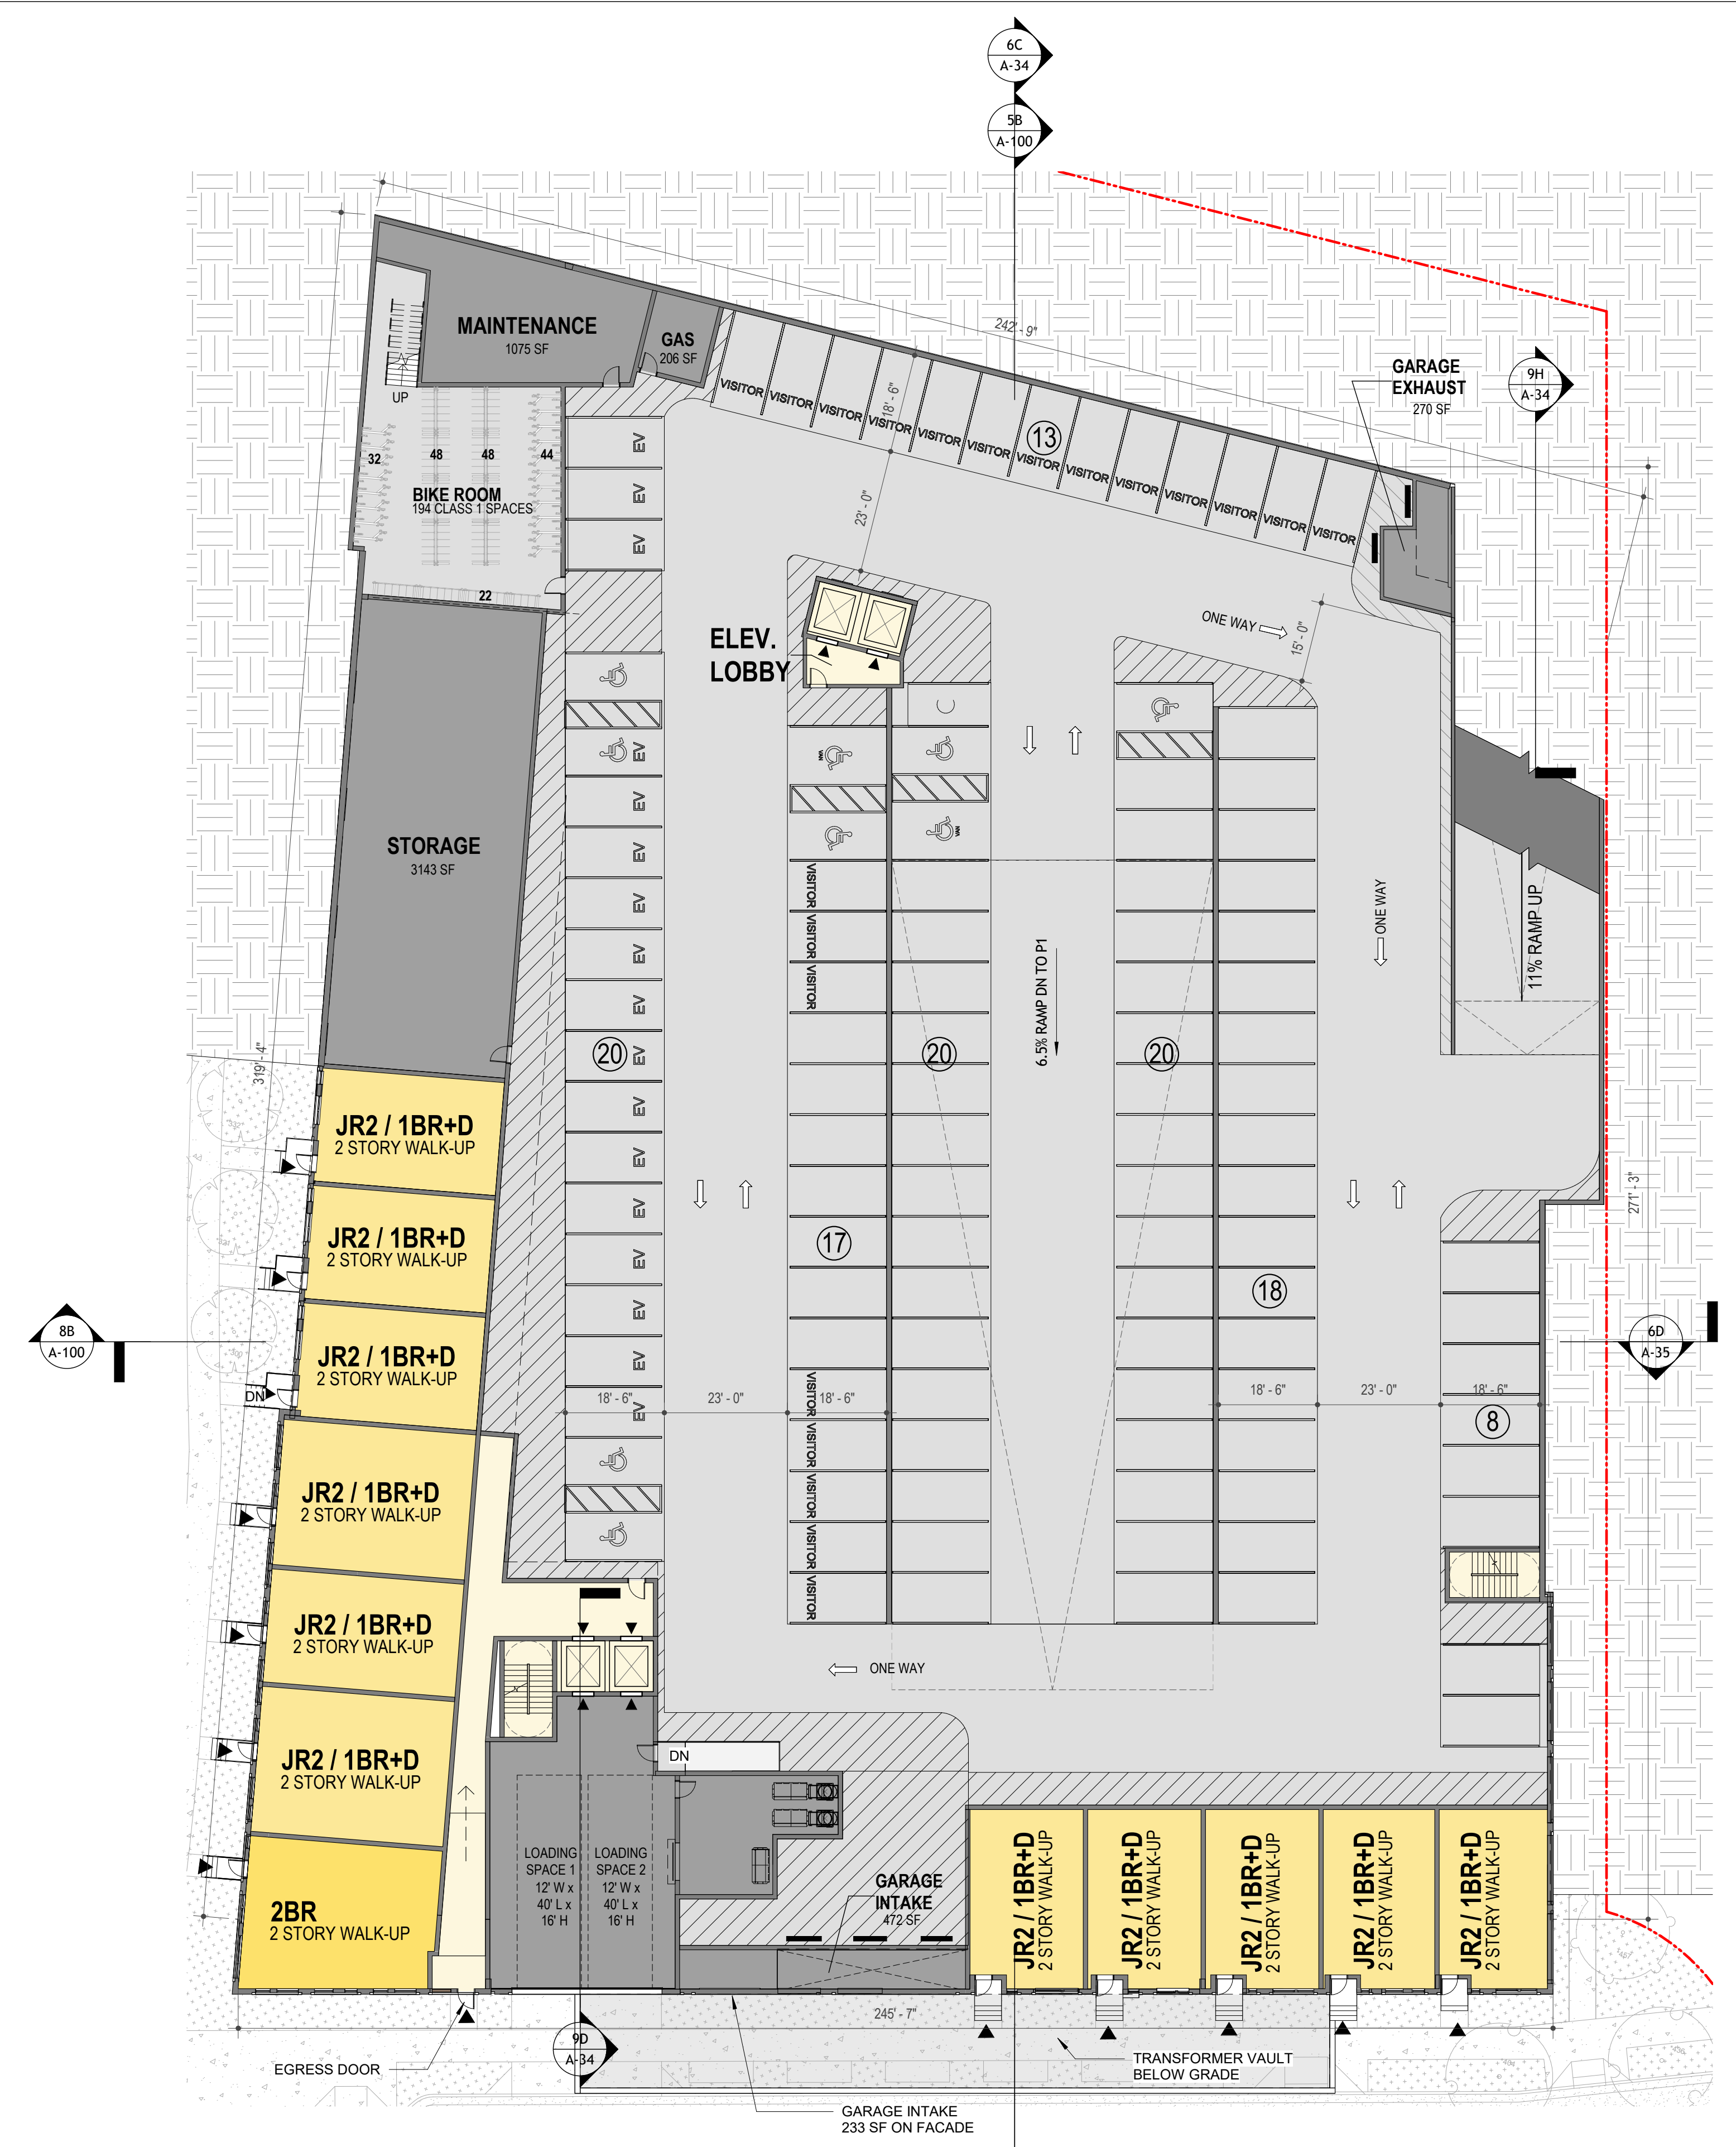 6C
A-34
5B
A-100
242' - 9"
MAINTENANCE
1075 SF
GAS
206 SF
GARAGE
EXHAUST
270 SF
9H
A-34
UP
VISITOR
VISITOR
VISITOR
VISITOR
VISITOR
VISITOR
VISITOR
VISITOR
VISITOR
VISITOR
VISITOR
VISITOR
VISITOR
18' - 6"
13
32
48
48
44
BIKE ROOM
194 CLASS 1 SPACES
22
EV
EV
EV
23' - 0"
ELEV.
LOBBY
ONE WAY
15' - 0"
VAN
VAN
EV
EV
EV
EV
EV
EV
EV
EV
EV
EV
EV
EV
EV
EV
STORAGE
3143 SF
VISITOR VISITOR VISITOR
6.5% RAMP DN TO P1
ONE WAY
11% RAMP UP
319' - 4"
20
20
20
17
18
271' - 3"
JR2 / 1BR+D
2 STORY WALK-UP
JR2 / 1BR+D
2 STORY WALK-UP
JR2 / 1BR+D
2 STORY WALK-UP
8B
A-100
6D
A-35
DN
18' - 6"
23' - 0"
18' - 6"
18' - 6"
23' - 0"
18' - 6"
8
VISITOR VISITOR VISITOR VISITOR VISITOR
JR2 / 1BR+D
2 STORY WALK-UP
JR2 / 1BR+D
2 STORY WALK-UP
JR2 / 1BR+D
2 STORY WALK-UP
ONE WAY
DN
2BR
2 STORY WALK-UP
LOADING
SPACE 1
12' W x
40' L x
16' H
LOADING
SPACE 2
12' W x
40' L x
16' H
GARAGE
INTAKE
472 SF
JR2 / 1BR+D
2 STORY WALK-UP
JR2 / 1BR+D
2 STORY WALK-UP
JR2 / 1BR+D
2 STORY WALK-UP
JR2 / 1BR+D
2 STORY WALK-UP
JR2 / 1BR+D
2 STORY WALK-UP
245' - 7"
9D
A-34
EGRESS DOOR
TRANSFORMER VAULT
BELOW GRADE
GARAGE INTAKE
233 SF ON FACADE